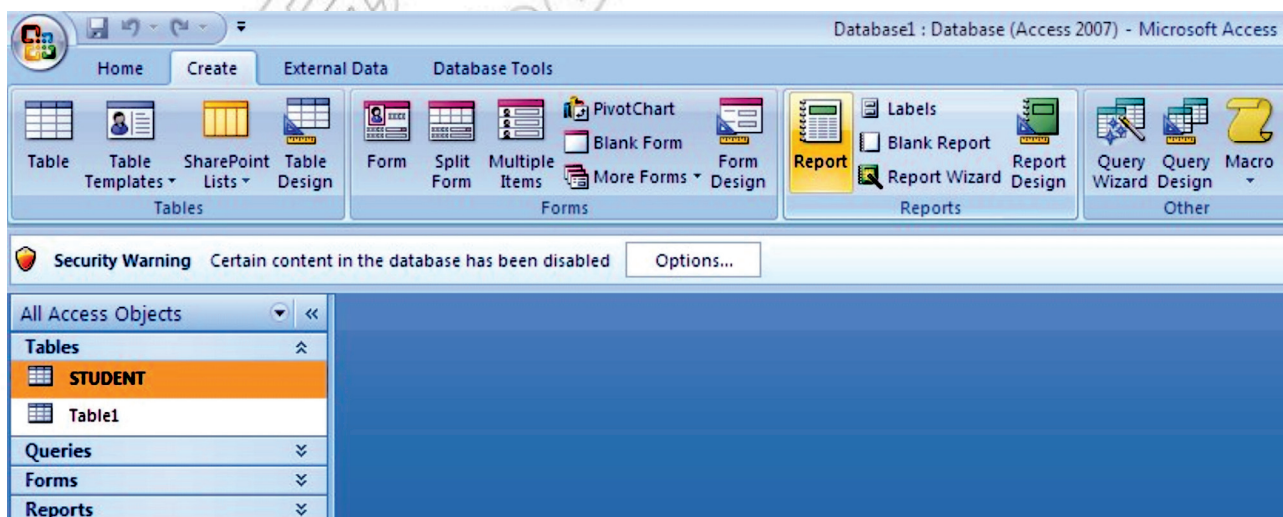 Database1 : Database (Access 2007) - Microsoft Access
Home Create External Data Database Tools
Table
Table Templates
SharePoint Lists
Table Design
Tables
Form
Split Form
Multiple Items
PivotChart
Blank Form
More Forms
Form Design
Forms
Report
Labels
Blank Report
Report Wizard
Report Design
Reports
Query Wizard
Query Design
Macro
Other
Security Warning Certain content in the database has been disabled Options...
All Access Objects
Tables
STUDENT
Table1
Queries
Forms
Reports